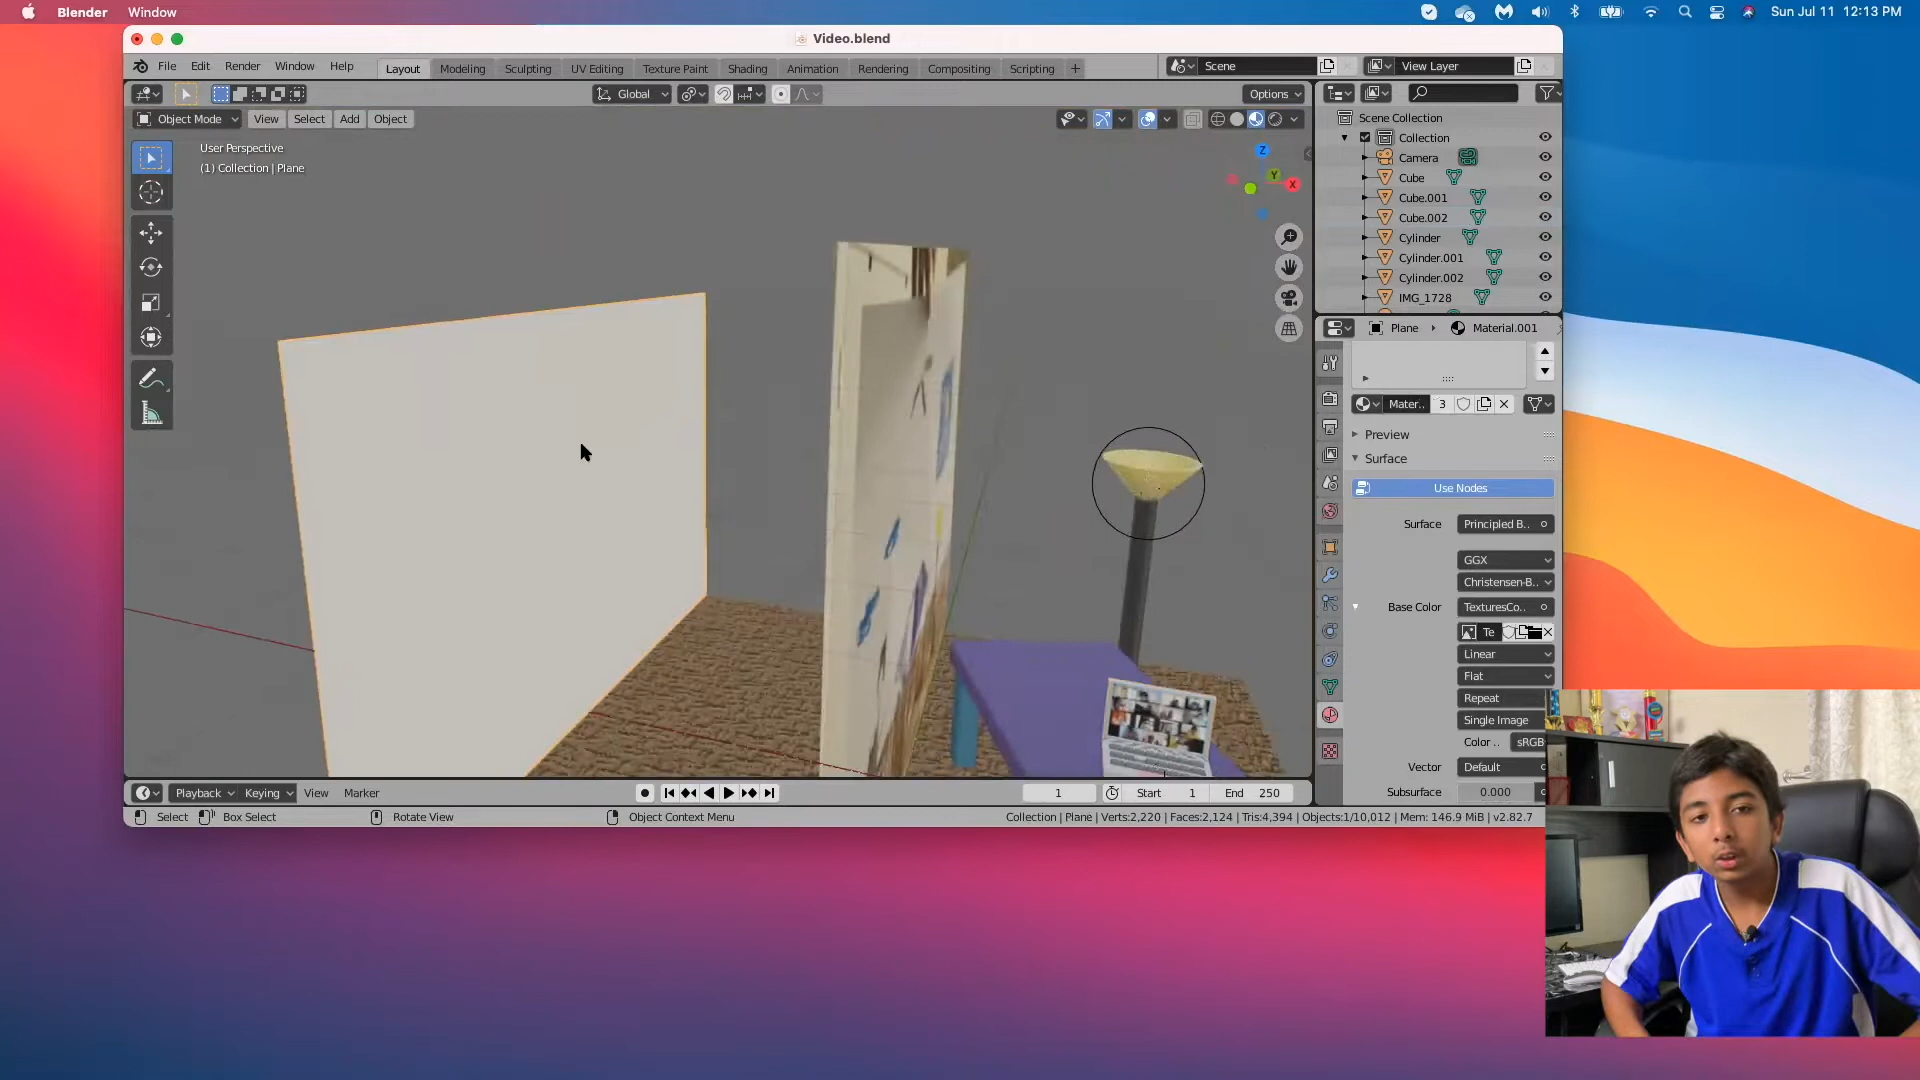 Blender Window Sun Jul 11 12:13 PM
Video.blend
File Edit Render Window Help Layout Modeling Sculpting UV Editing Texture Paint Shading Animation Rendering Compositing Scripting + Scene View Layer
Global Options
Object Mode View Select Add Object
User Perspective
(1) Collection | Plane
Z
Y
X
Scene Collection
Collection
Camera
Cube
Cube.001
Cube.002
Cylinder
Cylinder.001
Cylinder.002
IMG_1728
Plane Material.001
Mater.. 3
Preview
Surface
Use Nodes
Surface Principled B..
GGX
Christensen-B..
Base Color TexturesCo..
Te
Linear
Flat
Repeat
Single Image
Color .. sRGB
Vector Default
Subsurface 0.000
Playback Keying View Marker 1 Start 1 End 250
Select Box Select Rotate View Object Context Menu Collection | Plane | Verts:2,220 | Faces:2,124 | Tris:4,394 | Objects:1/10,012 | Mem: 146.9 MiB | v2.82.7